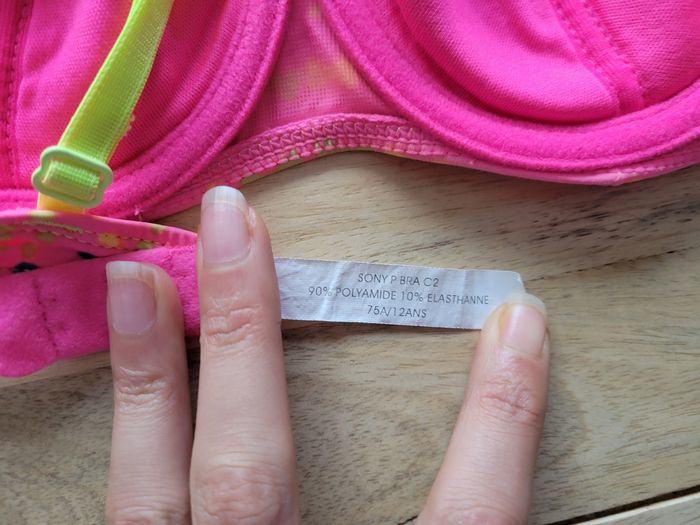 SONY P BRA C2
90% POLYAMIDE 10% ELASTHANNE
75A/12ANS